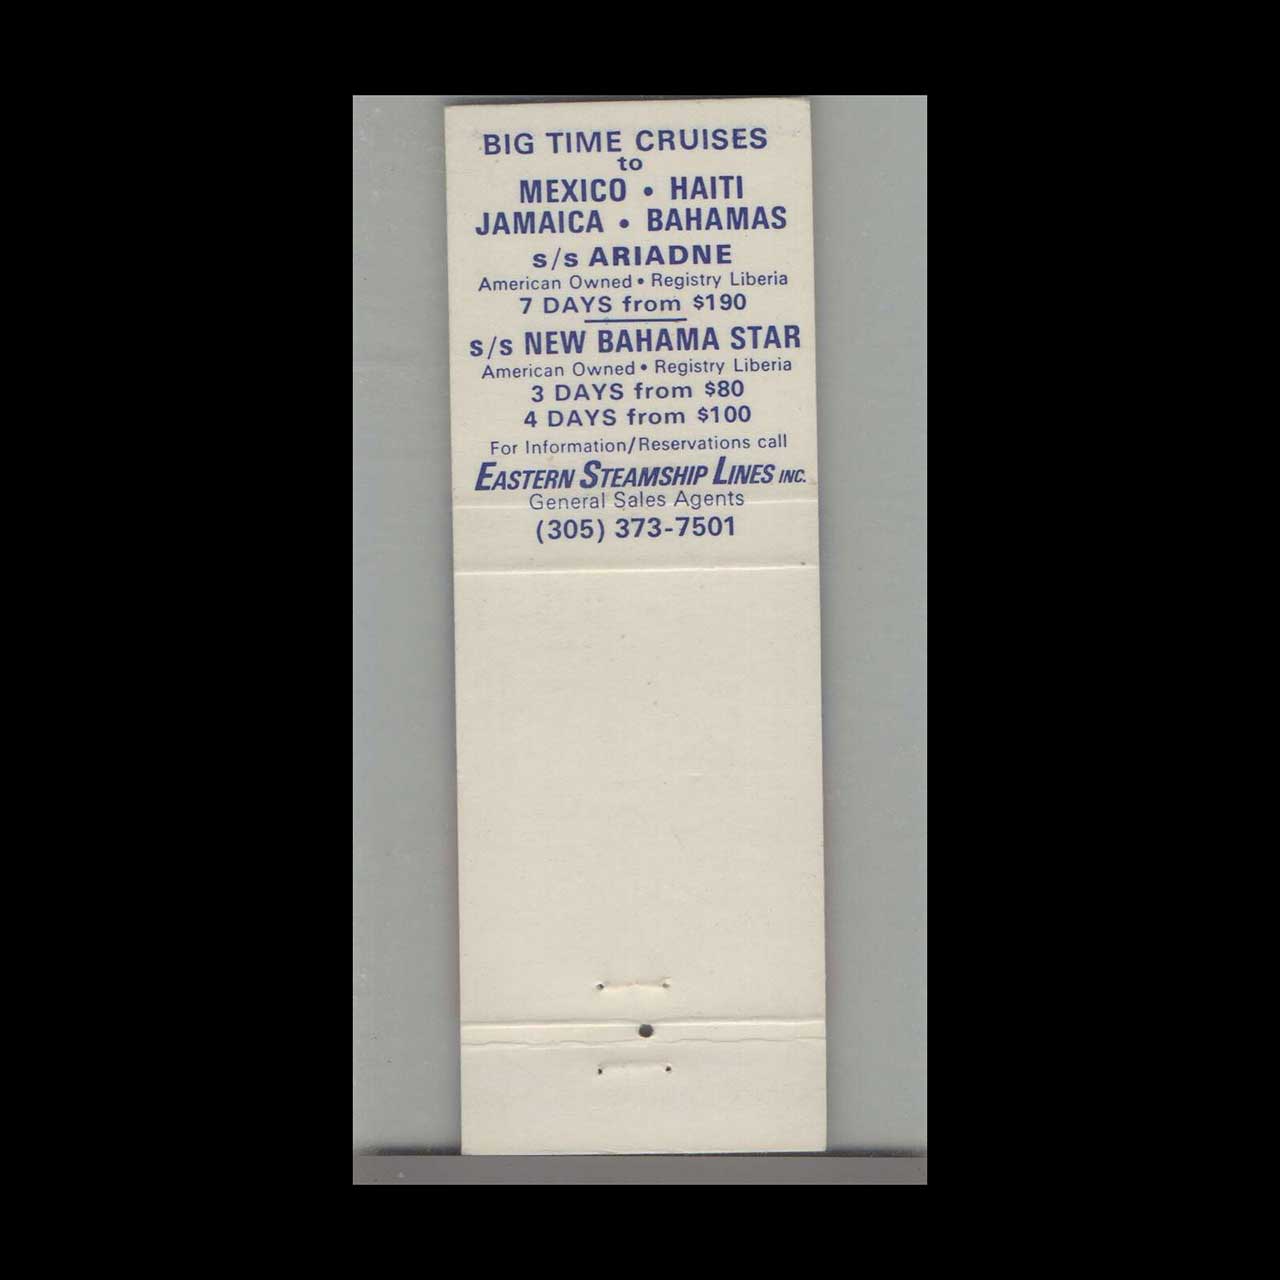 BIG TIME CRUISES
to
MEXICO • HAITI
JAMAICA • BAHAMAS
s/s ARIADNE
American Owned • Registry Liberia
7 DAYS from $190
s/s NEW BAHAMA STAR
American Owned • Registry Liberia
3 DAYS from $80
4 DAYS from $100
For Information/Reservations call
EASTERN STEAMSHIP LINES INC.
General Sales Agents
(305) 373-7501